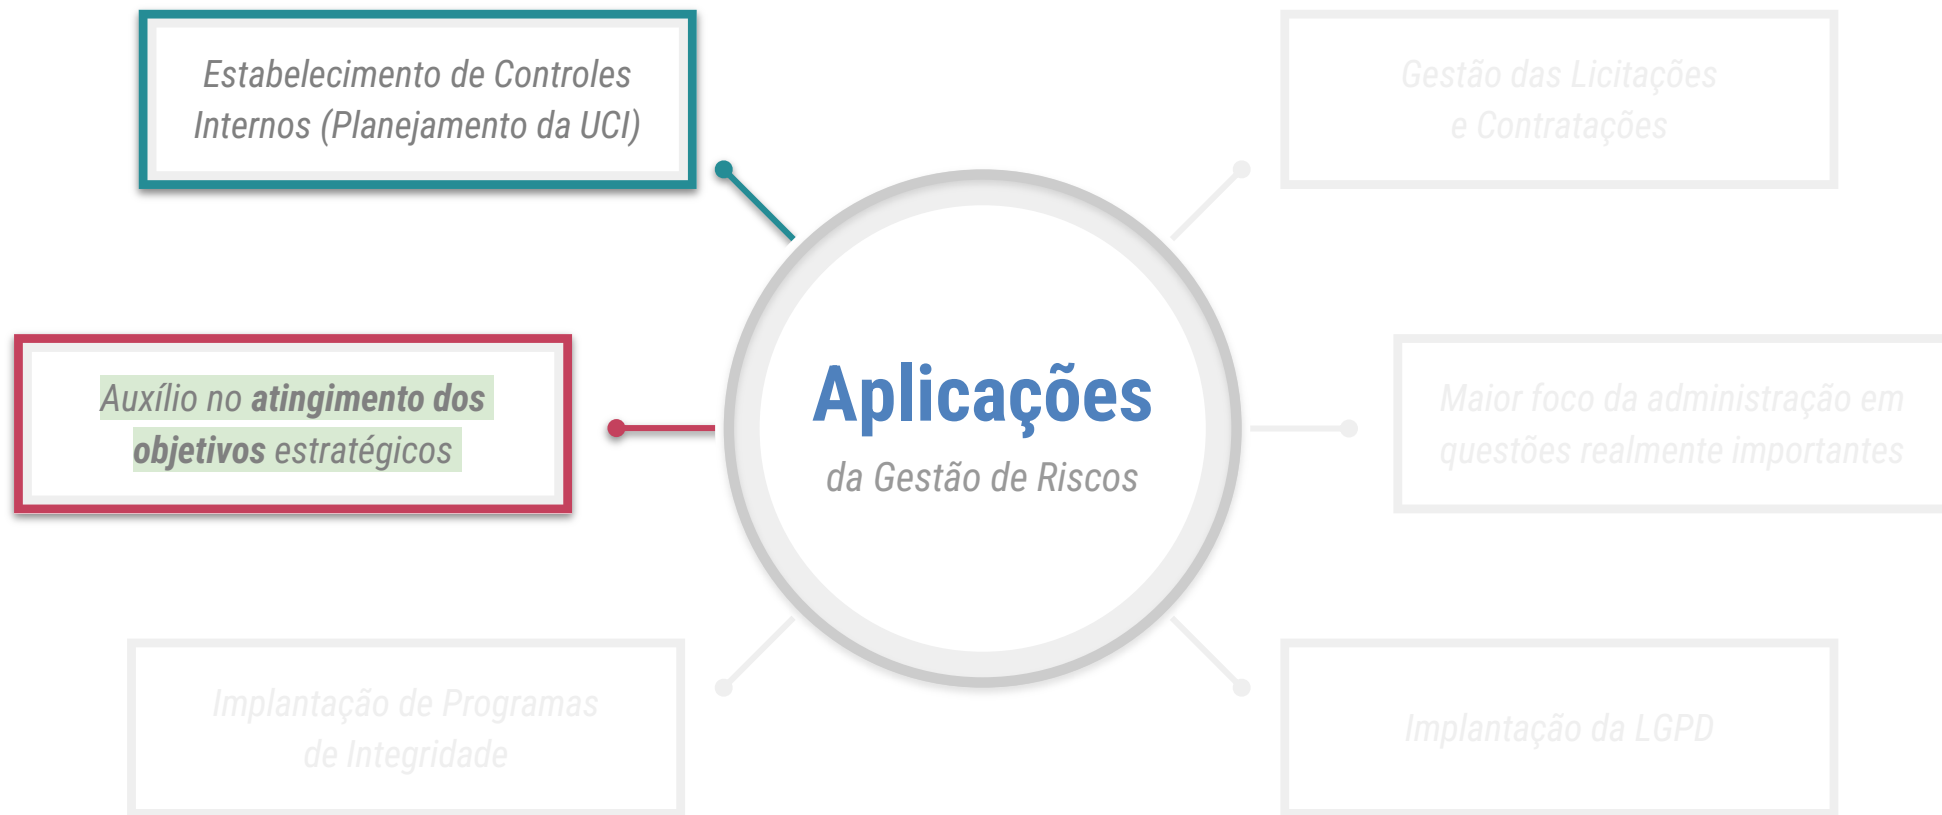 Estabelecimento de Controles
Internos (Planejamento da UCI)
Gestão das Licitações
e Contratações
Auxílio no atingimento dos
objetivos estratégicos
Aplicações
da Gestão de Riscos
Maior foco da administração em
questões realmente importantes
Implantação de Programas
de Integridade
Implantação da LGPD